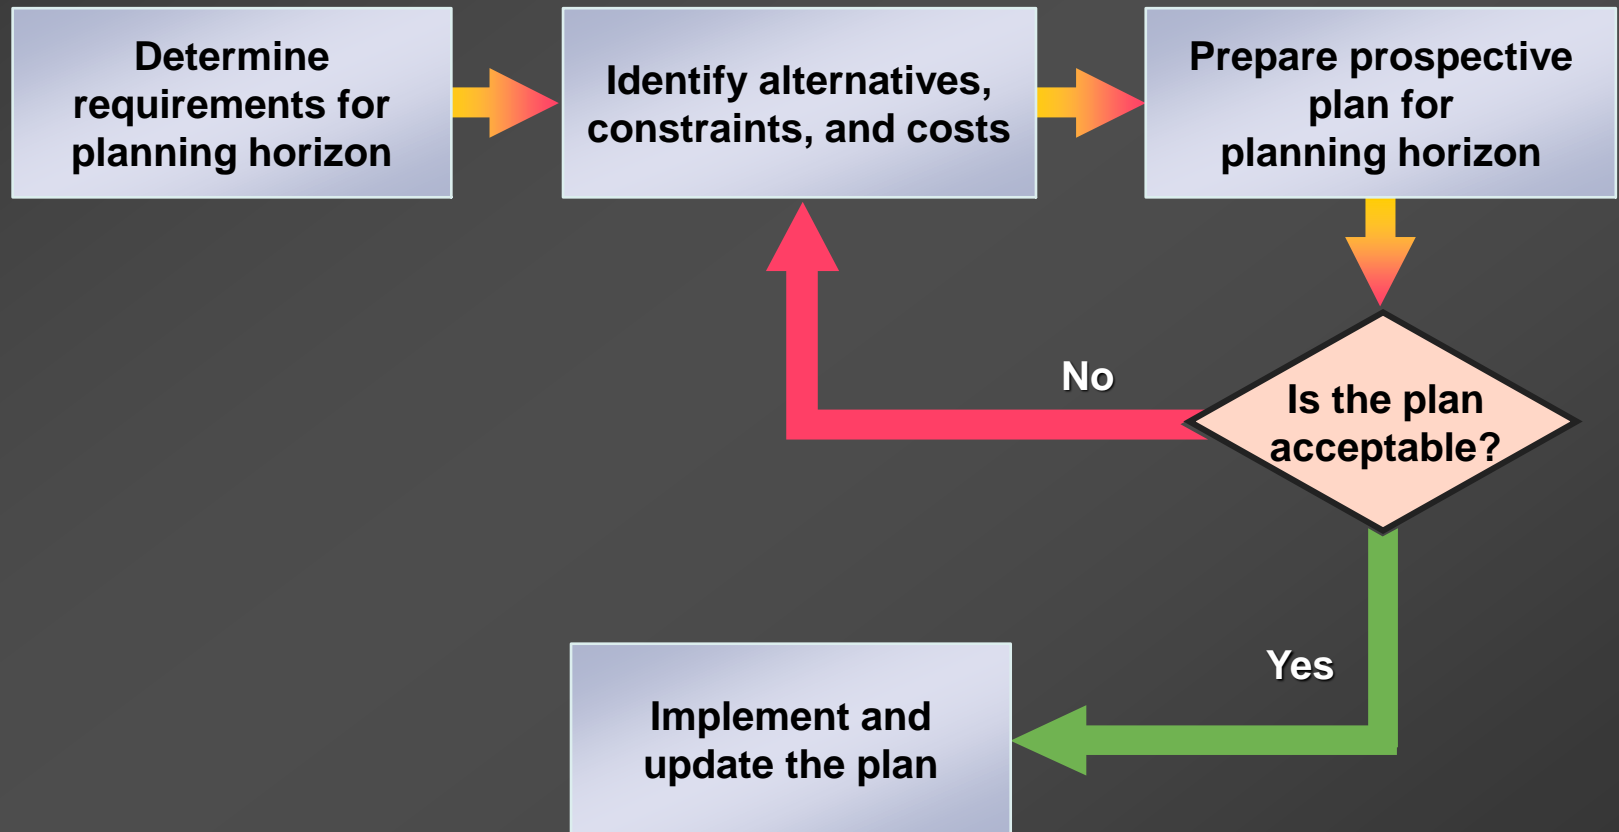 Determine
requirements for
planning horizon
Identify alternatives,
constraints, and costs
Prepare prospective
plan for
planning horizon
No
Is the plan
acceptable?
Yes
Implement and
update the plan